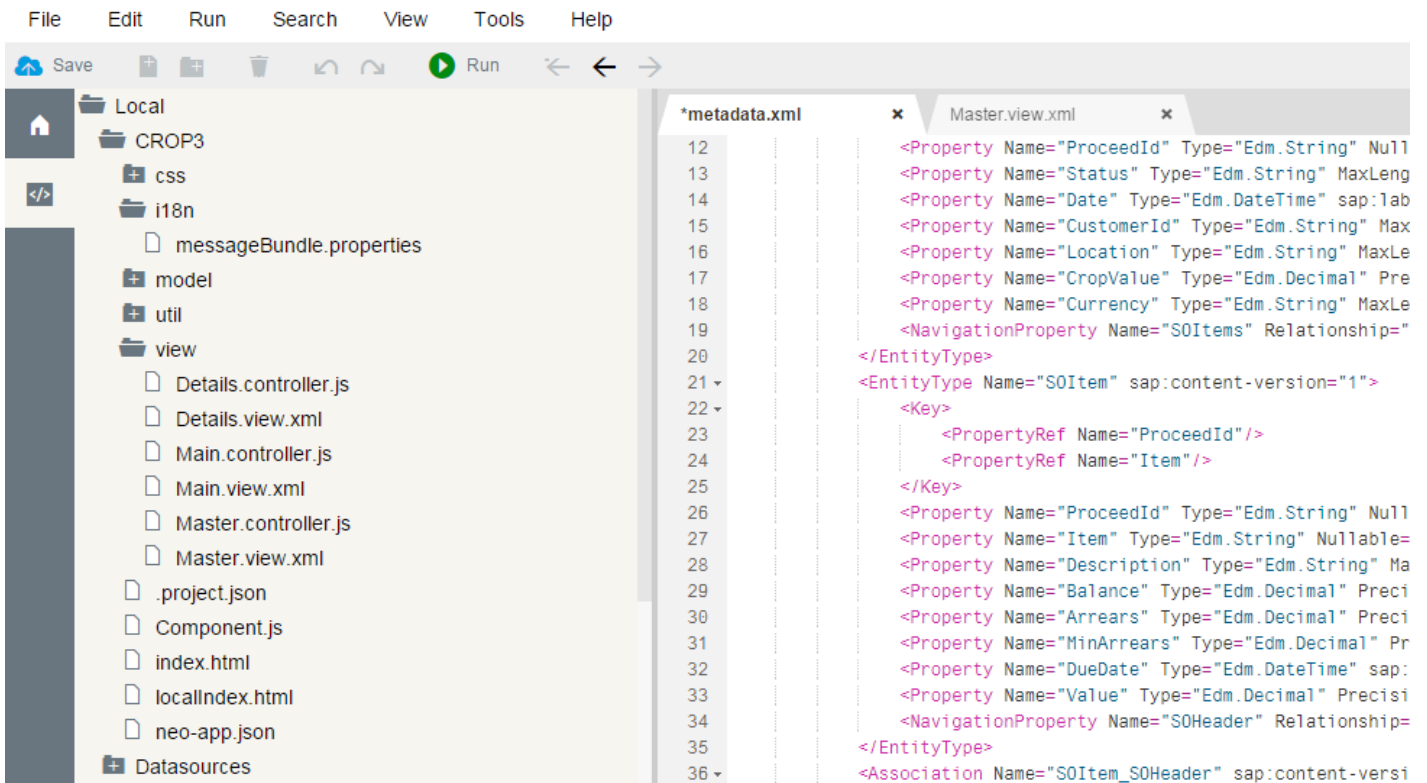 File Edit Run Search View Tools Help
Save Run
Local
CROP3
css
i18n
messageBundle.properties
model
util
view
Details.controller.js
Details.view.xml
Main.controller.js
Main.view.xml
Master.controller.js
Master.view.xml
.project.json
Component.js
index.html
localIndex.html
neo-app.json
Datasources
*metadata.xml × Master.view.xml ×
12 <Property Name="ProceedId" Type="Edm.String" Null
13 <Property Name="Status" Type="Edm.String" MaxLeng
14 <Property Name="Date" Type="Edm.DateTime" sap:lab
15 <Property Name="CustomerId" Type="Edm.String" Max
16 <Property Name="Location" Type="Edm.String" MaxLe
17 <Property Name="CropValue" Type="Edm.Decimal" Pre
18 <Property Name="Currency" Type="Edm.String" MaxLe
19 <NavigationProperty Name="SOItems" Relationship="
20 </EntityType>
21 <EntityType Name="SOItem" sap:content-version="1">
22 <Key>
23 <PropertyRef Name="ProceedId"/>
24 <PropertyRef Name="Item"/>
25 </Key>
26 <Property Name="ProceedId" Type="Edm.String" Null
27 <Property Name="Item" Type="Edm.String" Nullable=
28 <Property Name="Description" Type="Edm.String" Ma
29 <Property Name="Balance" Type="Edm.Decimal" Preci
30 <Property Name="Arrears" Type="Edm.Decimal" Preci
31 <Property Name="MinArrears" Type="Edm.Decimal" Pr
32 <Property Name="DueDate" Type="Edm.DateTime" sap:
33 <Property Name="Value" Type="Edm.Decimal" Precisi
34 <NavigationProperty Name="SOHeader" Relationship=
35 </EntityType>
36 <Association Name="SOItem_SOHeader" sap:content-versi